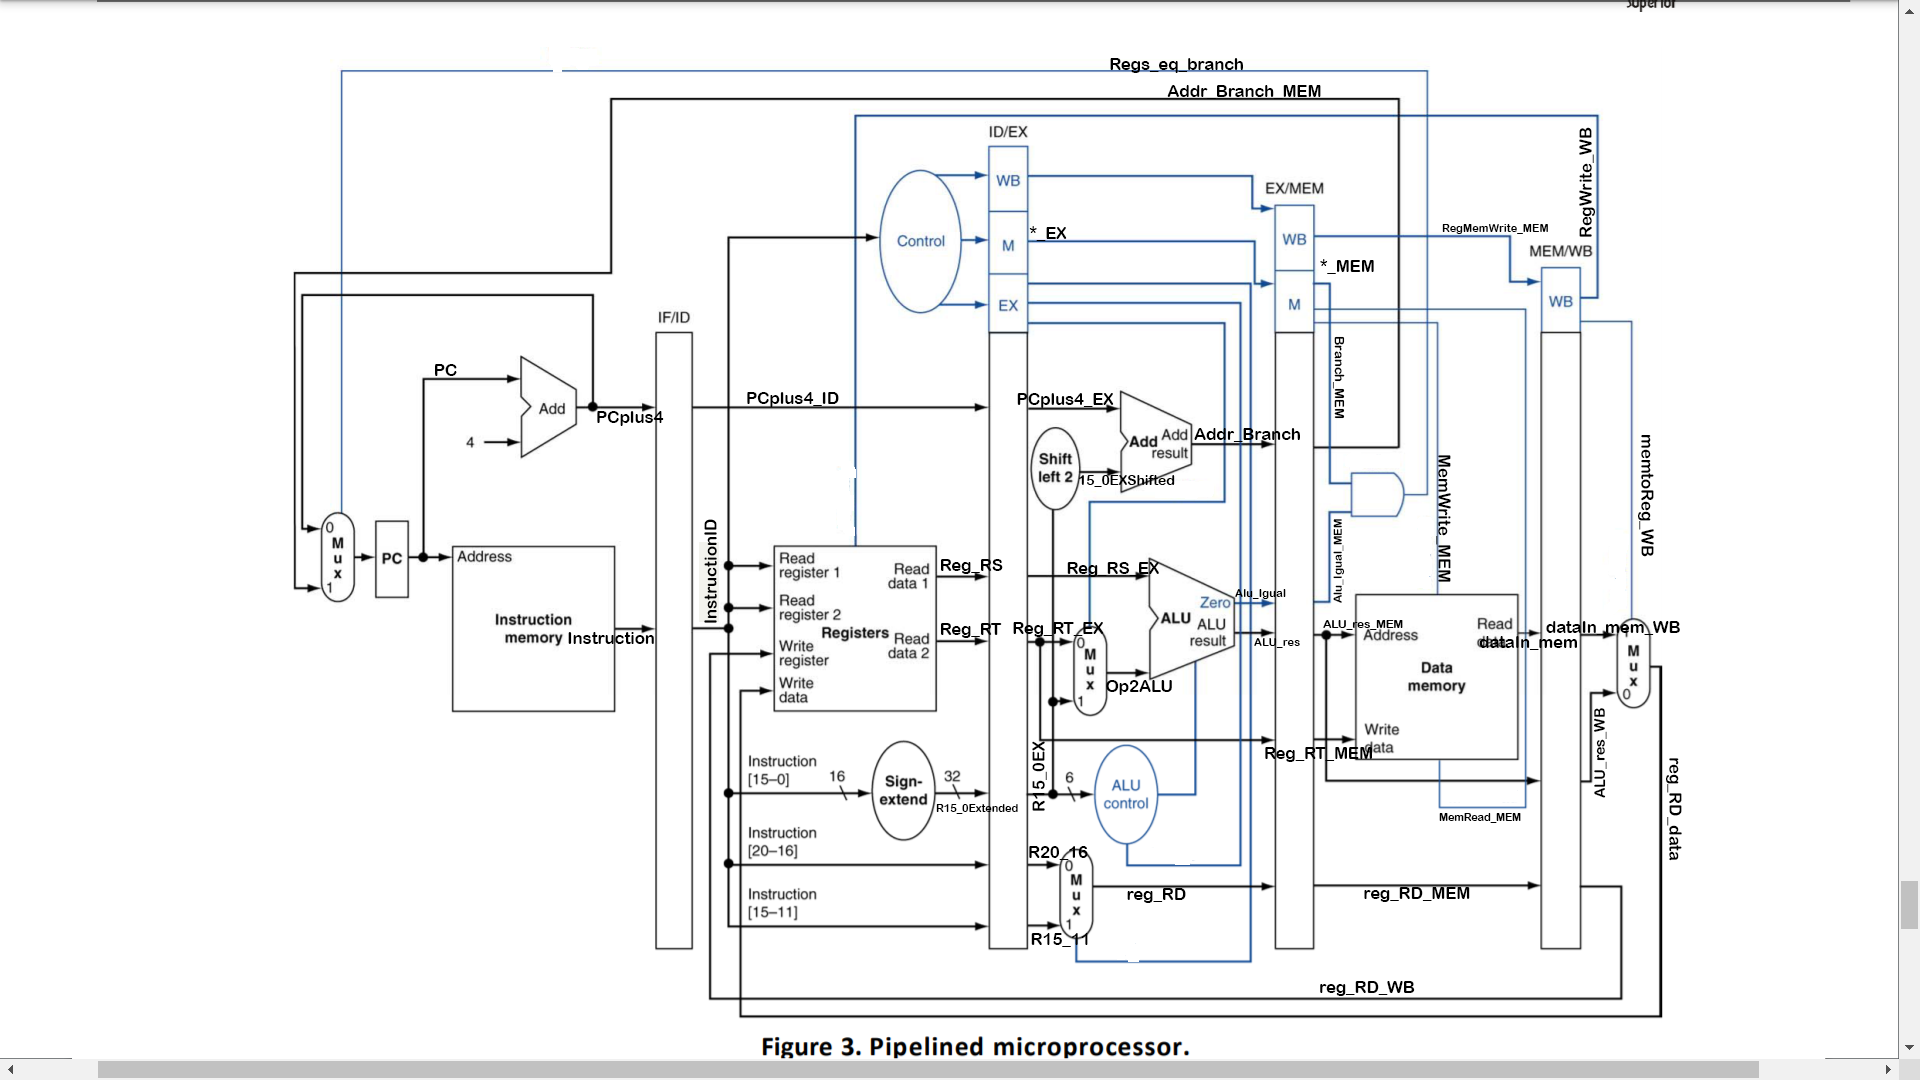 Superior
Regs_eq_branch
Addr_Branch_MEM
ID/EX
WB
M
EX
*_EX
Control
EX/MEM
WB
M
*_MEM
RegMemWrite_MEM
RegWrite_WB
MEM/WB
WB
IF/ID
PC
Add
4
PCplus4
PCplus4_ID
PCplus4_EX
Add
Add
result
Addr_Branch
Shift
left 2
15_0EXShifted
Branch_MEM
MemWrite_MEM
memtoReg_WB
0
M
u
x
1
PC
Address
Instruction
memory
Instruction
InstructionID
Read
register 1
Read
register 2
Write
register
Write
data
Registers
Read
data 1
Read
data 2
Reg_RS
Reg_RT
Reg_RS_EX
Reg_RT_EX
0
M
u
x
1
Op2ALU
Zero
ALU
ALU
result
Alu_Igual
ALU_res
Alu_Igual_MEM
ALU_res_MEM
Address
Read
data
Data
memory
Write
data
dataIn_mem
dataIn_mem_WB
1
M
u
x
0
Reg_RT_MEM
ALU_res_WB
reg_RD_data
MemRead_MEM
Instruction
[15–0]
16
Sign-
extend
32
R15_0Extended
R15_0EX
6
ALU
control
Instruction
[20–16]
Instruction
[15–11]
R20_16
0
M
u
x
1
R15_11
reg_RD
reg_RD_MEM
reg_RD_WB
Figure 3. Pipelined microprocessor.